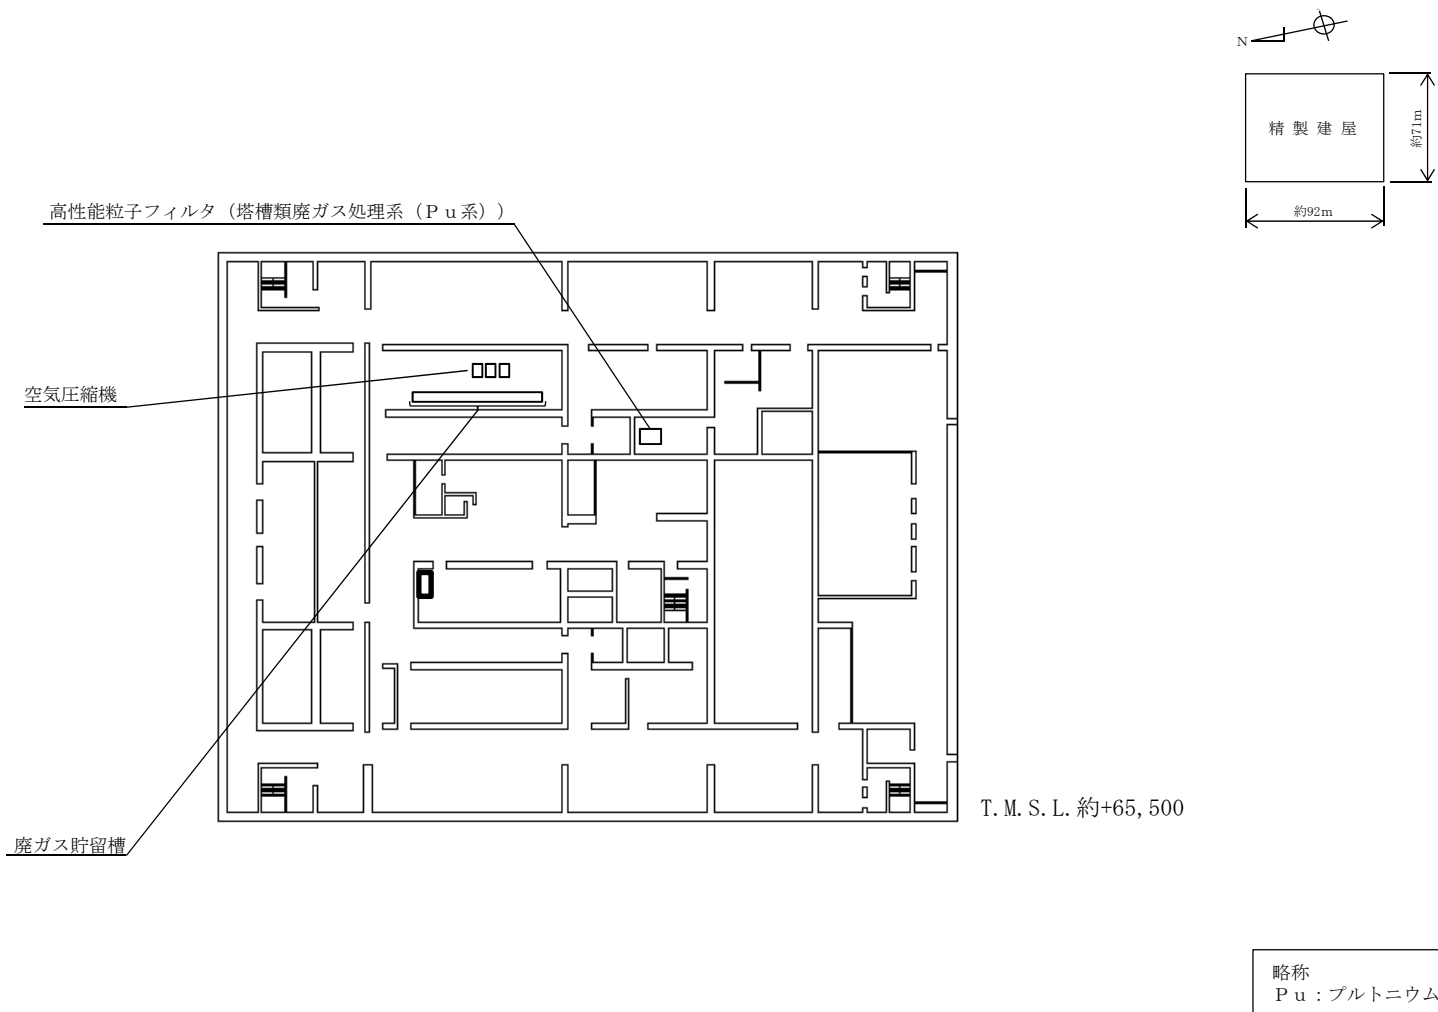 N
精製建屋
約71m
約92m
高性能粒子フィルタ（塔槽類廃ガス処理系（Ｐｕ系））
空気圧縮機
廃ガス貯留槽
T.M.S.L.約+65,500
略称
Ｐｕ：プルトニウム